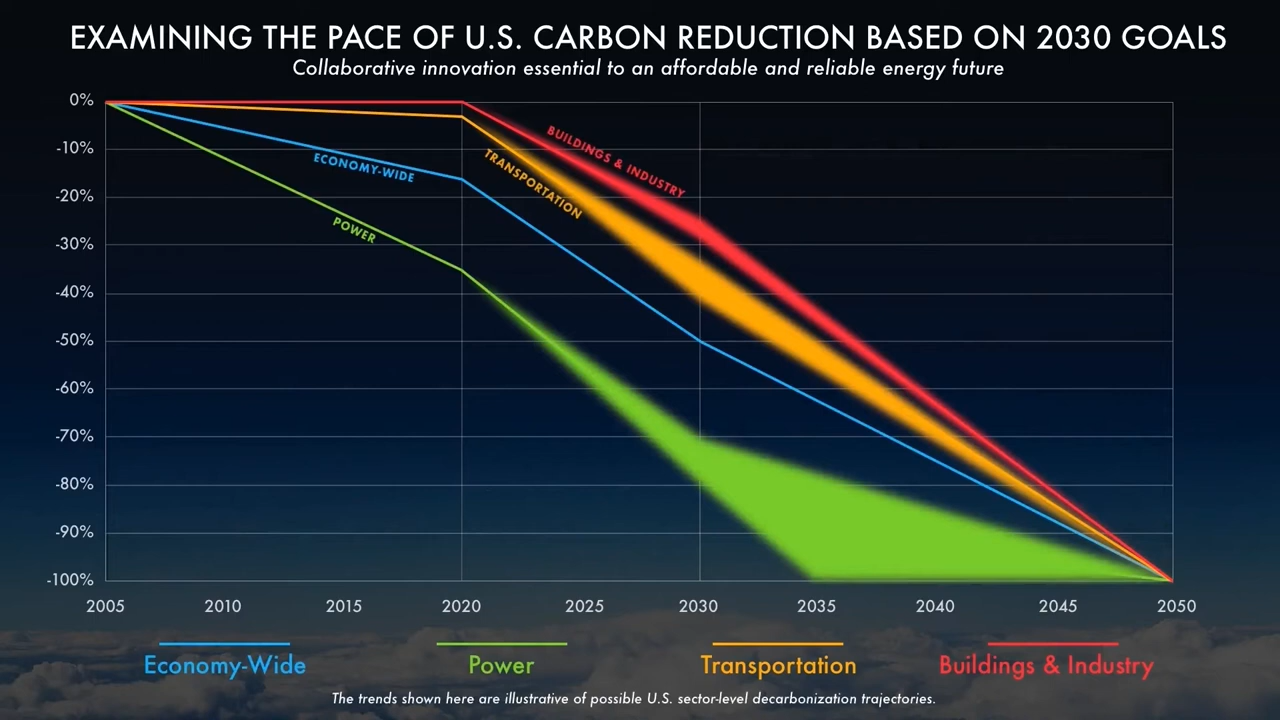 EXAMINING THE PACE OF U.S. CARBON REDUCTION BASED ON 2030 GOALS
Collaborative innovation essential to an affordable and reliable energy future
0%
-10%
-20%
-30%
-40%
-50%
-60%
-70%
-80%
-90%
-100%
BUILDINGS & INDUSTRY
TRANSPORTATION
ECONOMY-WIDE
POWER
2005 2010 2015 2020 2025 2030 2035 2040 2045 2050
Economy-Wide Power Transportation Buildings & Industry
The trends shown here are illustrative of possible U.S. sector-level decarbonization trajectories.